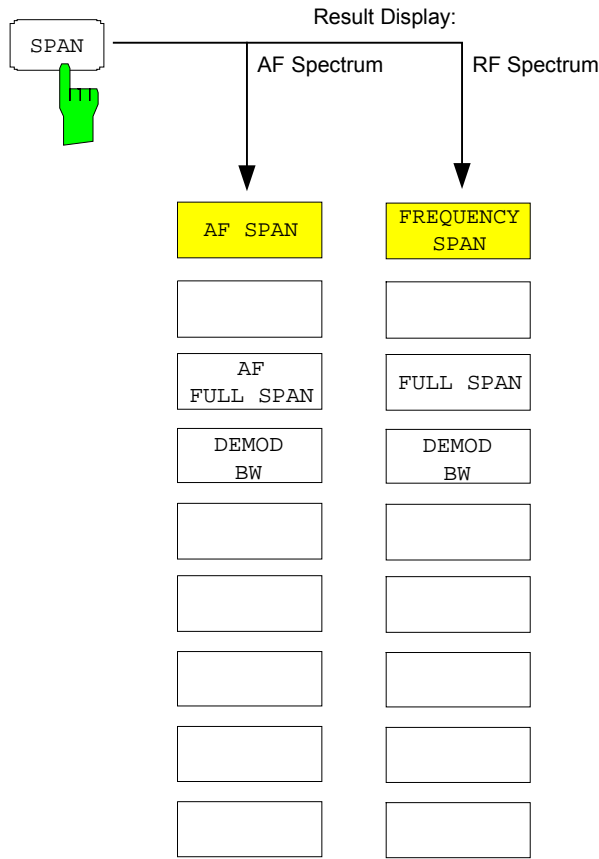 Result Display:
SPAN
AF Spectrum
RF Spectrum
AF SPAN
FREQUENCY
SPAN
AF
FULL SPAN
FULL SPAN
DEMOD
BW
DEMOD
BW